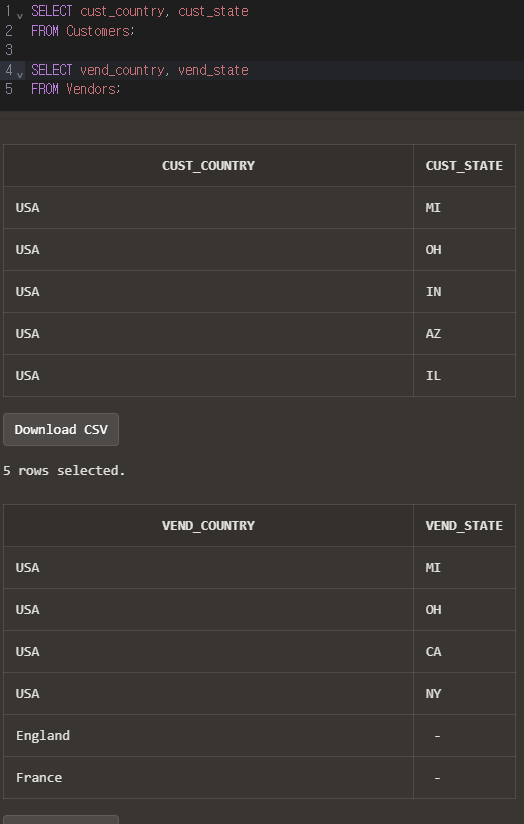 1 SELECT cust_country, cust_state
2 FROM Customers;
3
4 SELECT vend_country, vend_state
5 FROM Vendors;
CUST_COUNTRY CUST_STATE
USA MI
USA OH
USA IN
USA AZ
USA IL
Download CSV
5 rows selected.
VEND_COUNTRY VEND_STATE
USA MI
USA OH
USA CA
USA NY
England -
France -